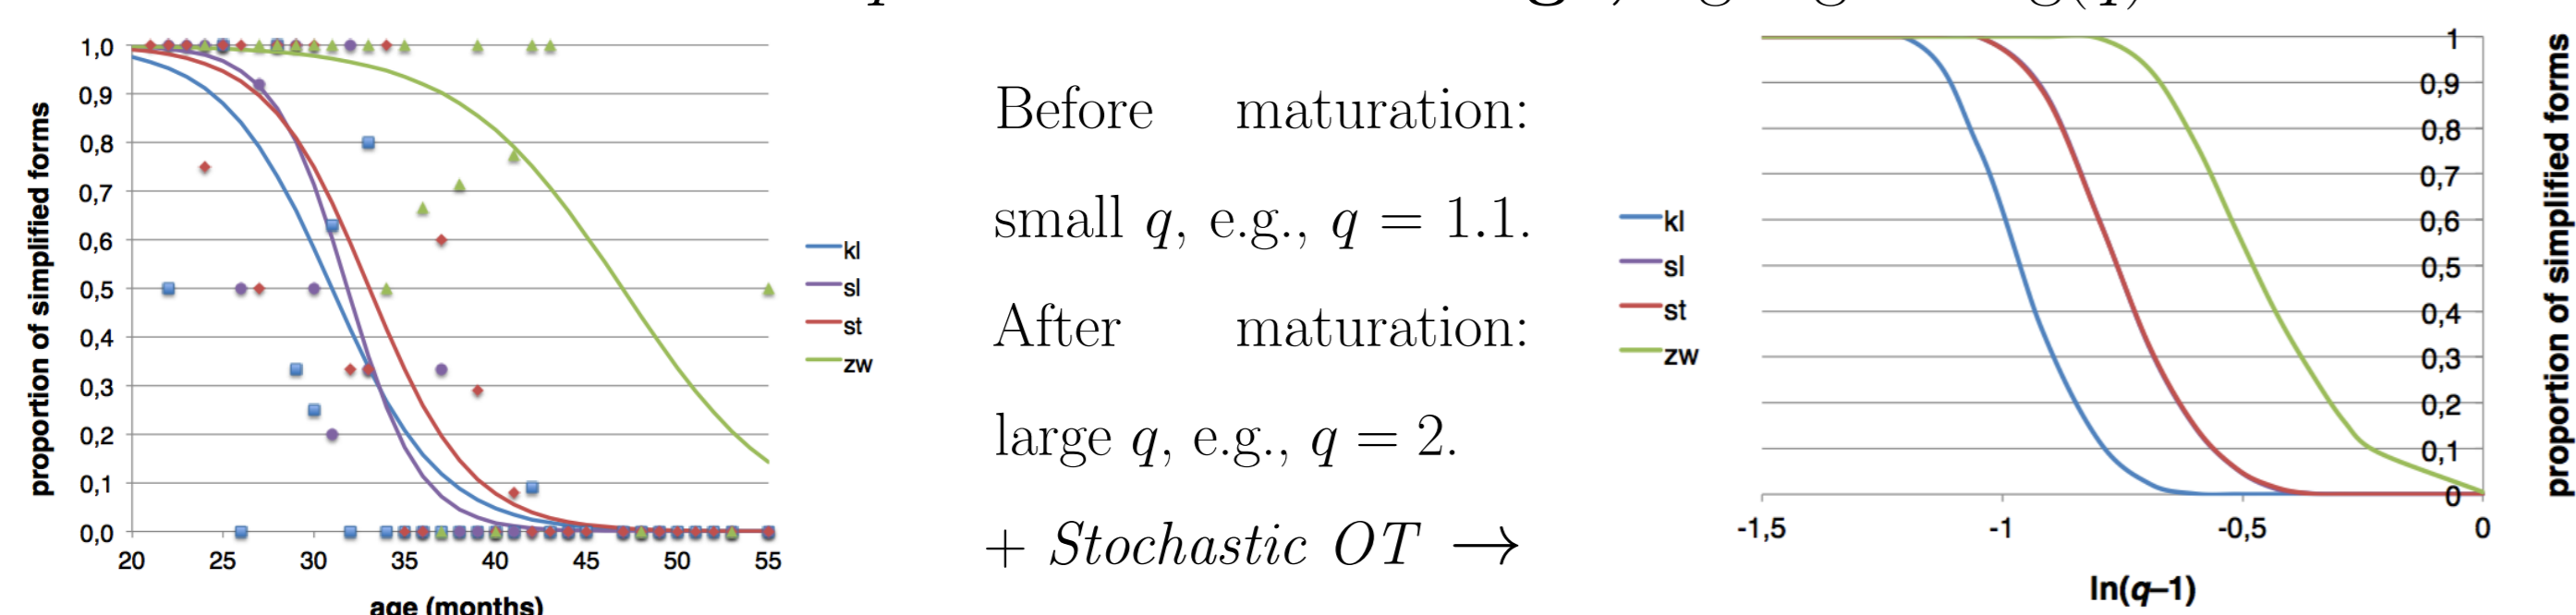 proportion of simplified forms
1,0
0,9
0,8
0,7
0,6
0,5
0,4
0,3
0,2
0,1
0,0
20 25 30 35 40 45 50 55
age (months)
kl
sl
st
zw
Before maturation:
small q, e.g., q = 1.1.
After maturation:
large q, e.g., q = 2.
+ Stochastic OT →
kl
sl
st
zw
1
0,9
0,8
0,7
0,6
0,5
0,4
0,3
0,2
0,1
0
-1,5 -1 -0,5 0
ln(q–1)
proportion of simplified forms